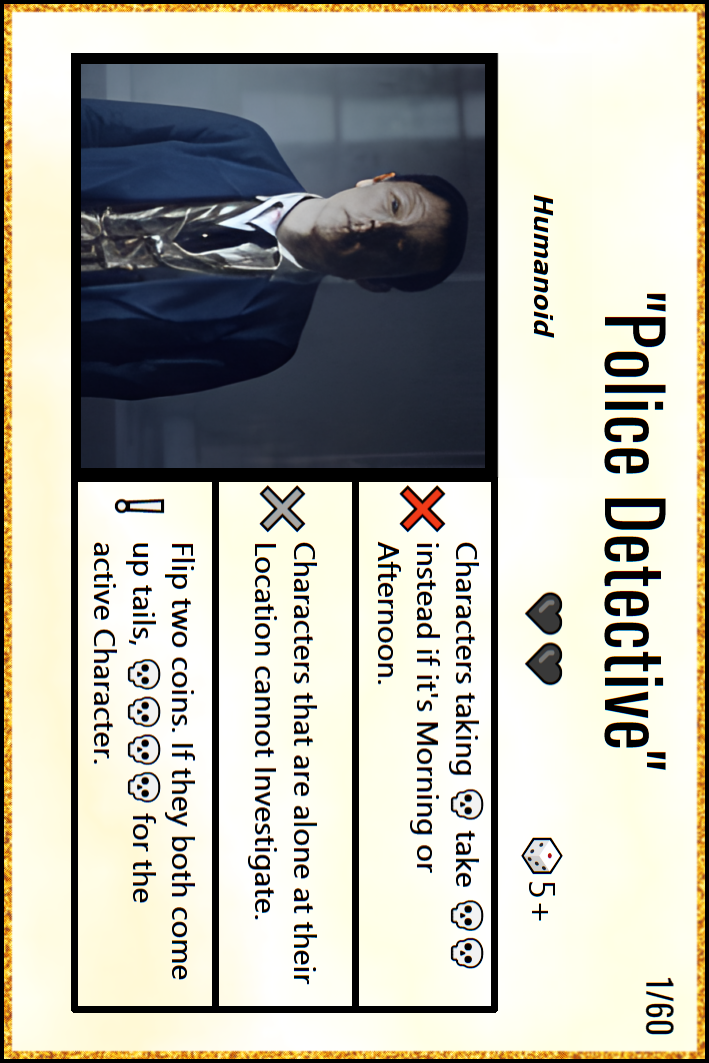 1/60
"Police Detective"
Humanoid 🖤🖤 🎲5+
❌ Characters taking 💀 take 💀💀
instead if it's Morning or
Afternoon.
Characters that are alone at their
Location cannot Investigate.
! Flip two coins. If they both come
up tails, 💀💀💀💀 for the
active Character.